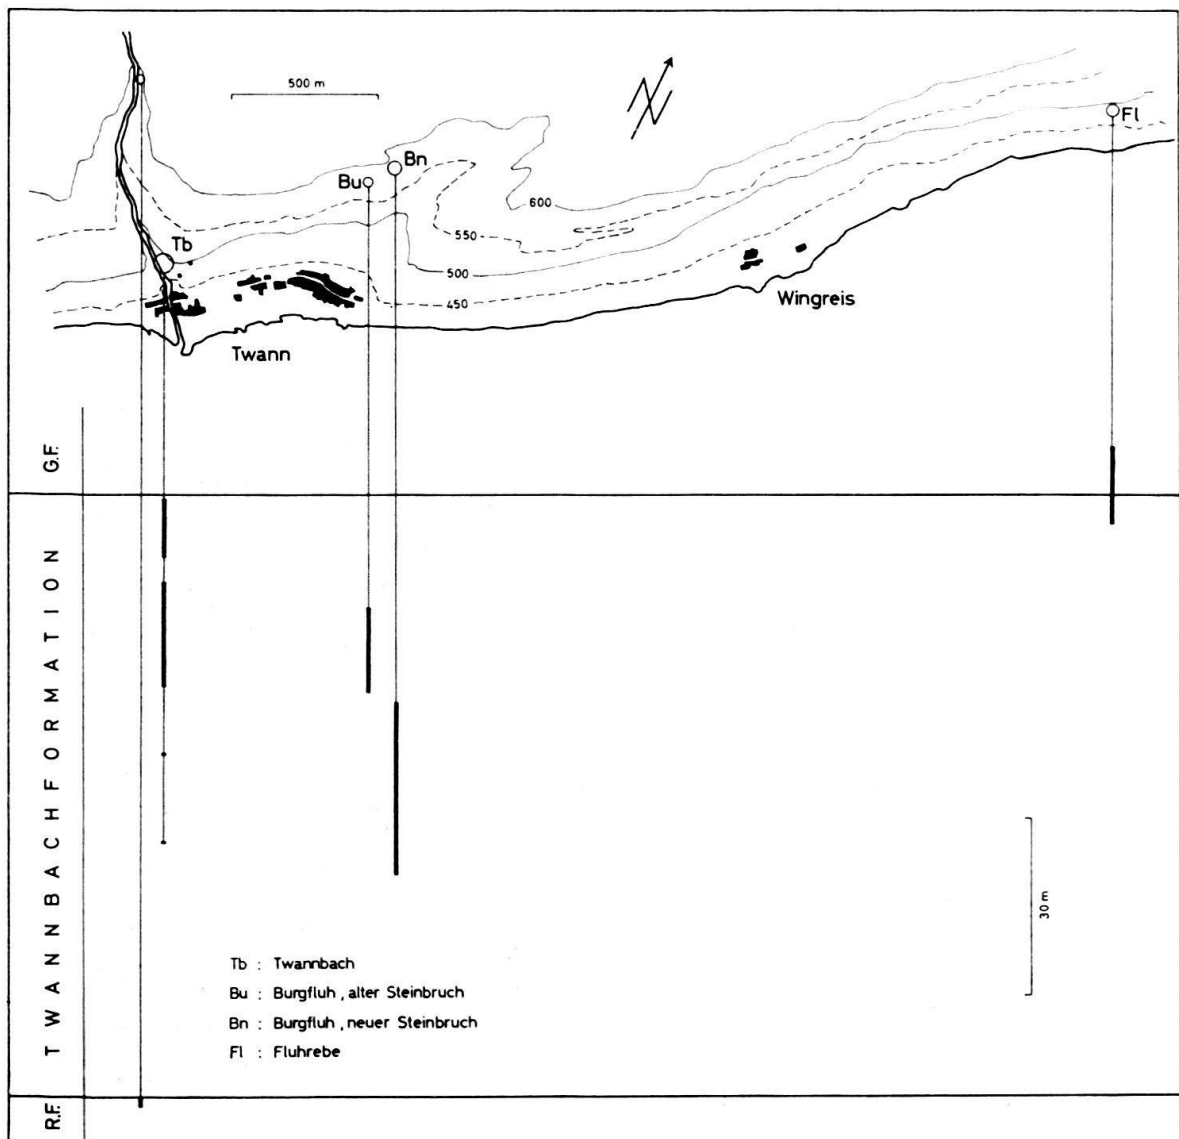 500 m
N
Fl
Bn
Bu
600
550
Tb
500
450
Wingreis
Twann
G.F.
TWANNBACHFORMATION
30 m
Tb : Twannbach
Bu : Burgfluh, alter Steinbruch
Bn : Burgfluh, neuer Steinbruch
Fl : Fluhrebe
R.F.